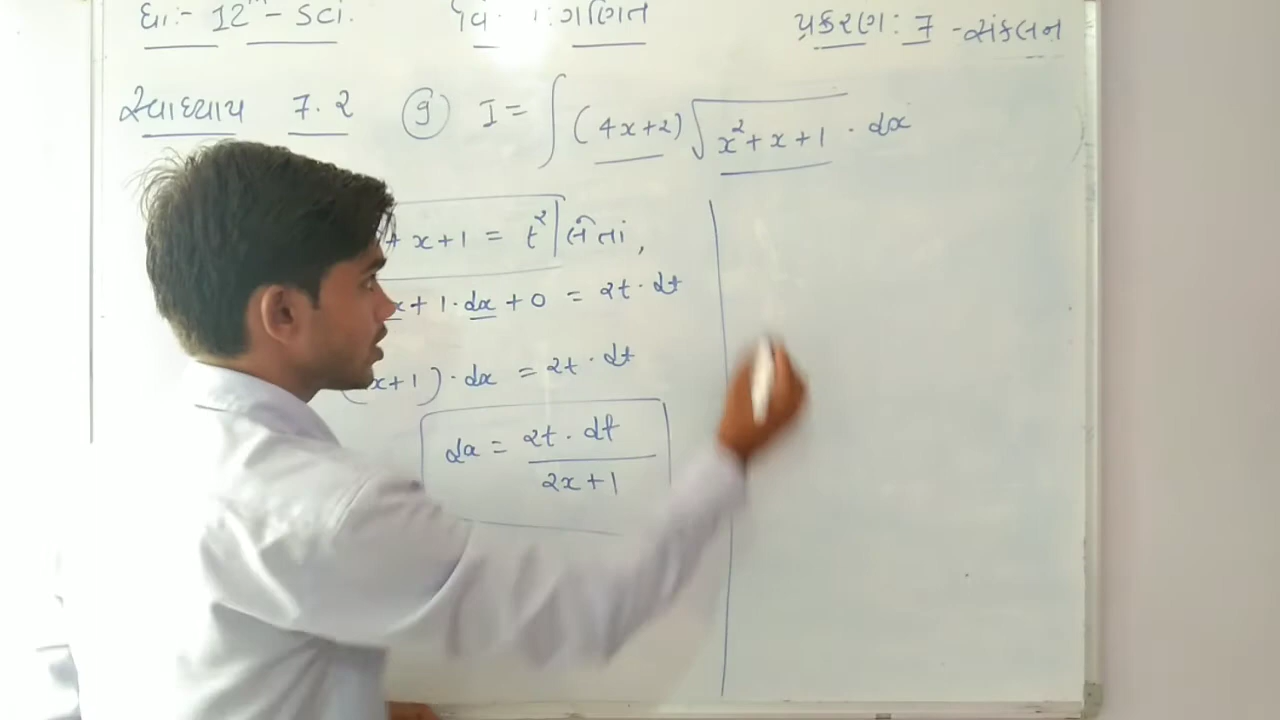 ધો:- 12th - Sci. : ગણિત પ્રકરણ : 7 - સંકલન
સ્વાધ્યાય 7.2 ⑨ I = ∫ (4x+2) √(x²+x+1) · dx
+ x + 1 = t² લેતાં,
x + 1 · dx + 0 = 2t · dt
(x+1) · dx = 2t · dt
dx = 2t · dt / 2x+1